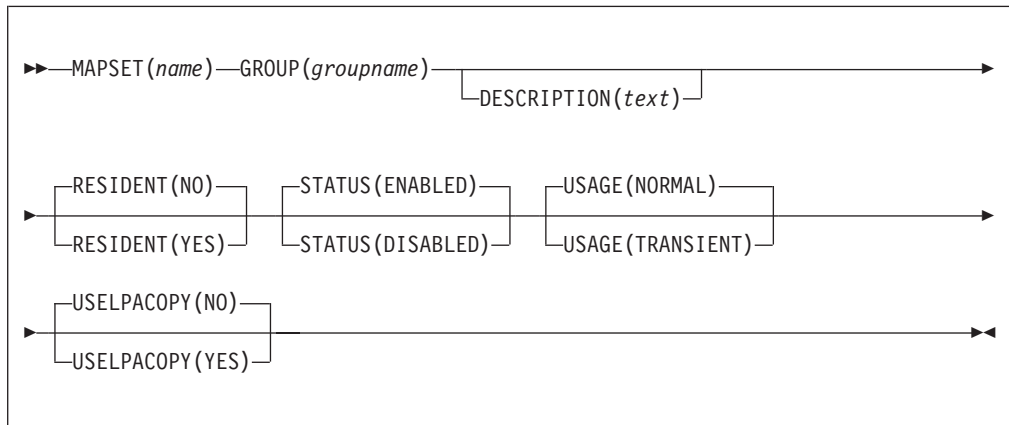 MAPSET(name) GROUP(groupname)
DESCRIPTION(text)
RESIDENT(NO) STATUS(ENABLED) USAGE(NORMAL)
RESIDENT(YES) STATUS(DISABLED) USAGE(TRANSIENT)
USELPACOPY(NO)
USELPACOPY(YES)